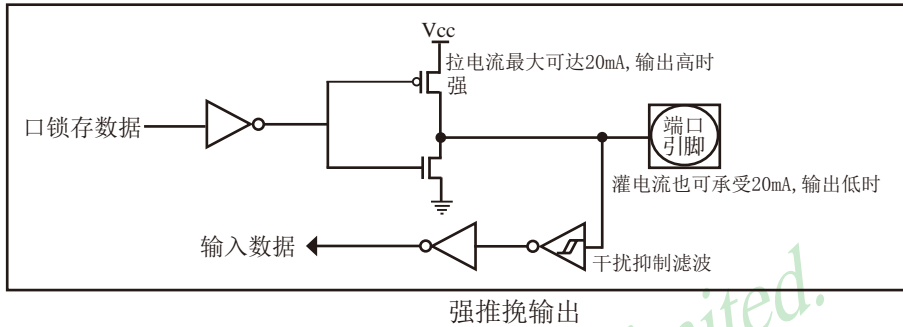 Vcc
拉电流最大可达20mA,输出高时
强
口锁存数据
端口
引脚
灌电流也可承受20mA,输出低时
输入数据
干扰抑制滤波
强推挽输出
mited.